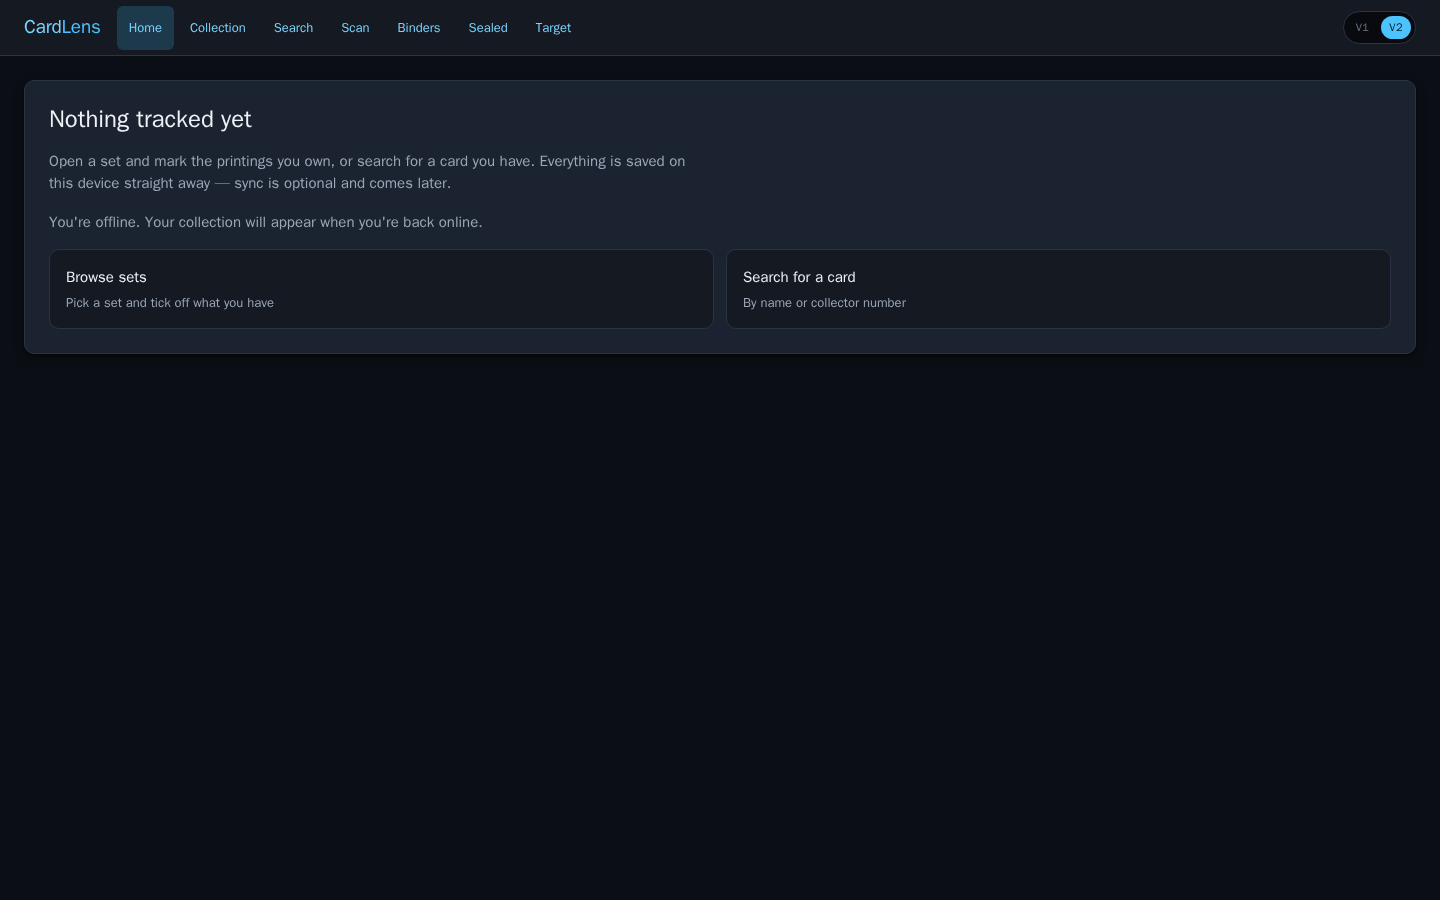 CardLens
Home
Collection
Search
Scan
Binders
Sealed
Target
V1
V2
Nothing tracked yet
Open a set and mark the printings you own, or search for a card you have. Everything is saved on
this device straight away — sync is optional and comes later.
You're offline. Your collection will appear when you're back online.
Browse sets
Pick a set and tick off what you have
Search for a card
By name or collector number